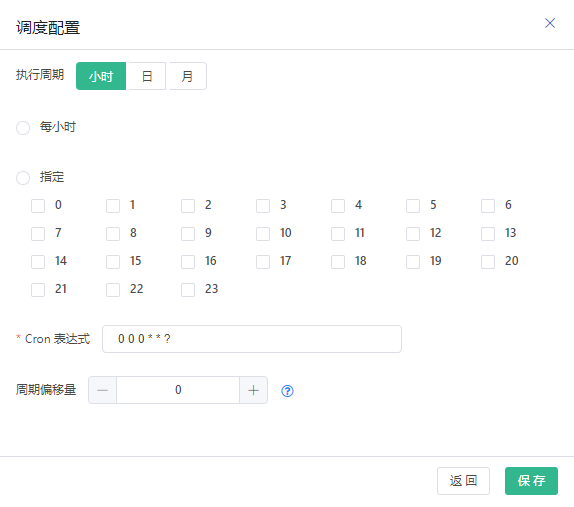 调度配置
执行周期 小时 日 月
每小时
指定
0 1 2 3 4 5 6
7 8 9 10 11 12 13
14 15 16 17 18 19 20
21 22 23
* Cron 表达式 0 0 0 * * ?
周期偏移量 － 0 ＋ ?
返 回 保 存